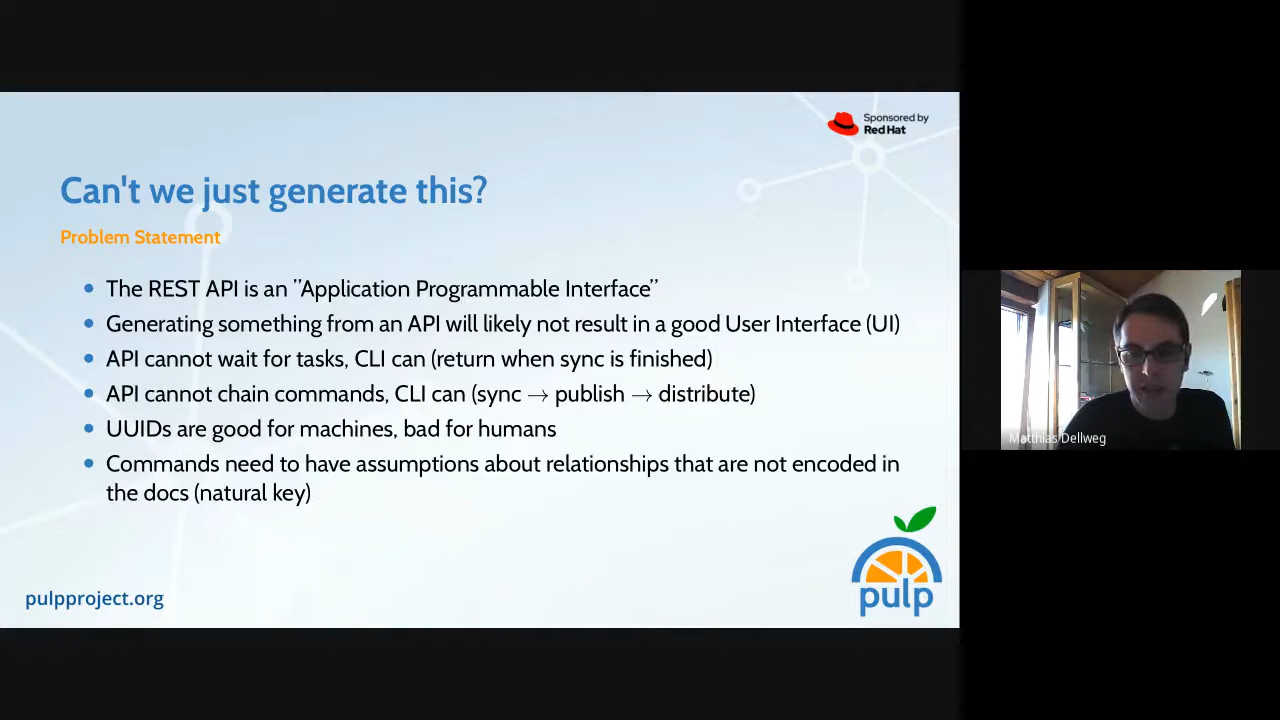 Sponsored by
Red Hat
Can't we just generate this?
Problem Statement
The REST API is an ”Application Programmable Interface”
Generating something from an API will likely not result in a good User Interface (UI)
API cannot wait for tasks, CLI can (return when sync is finished)
API cannot chain commands, CLI can (sync → publish → distribute)
UUIDs are good for machines, bad for humans
Commands need to have assumptions about relationships that are not encoded in
the docs (natural key)
pulpproject.org
pulp
Matthias Dellweg